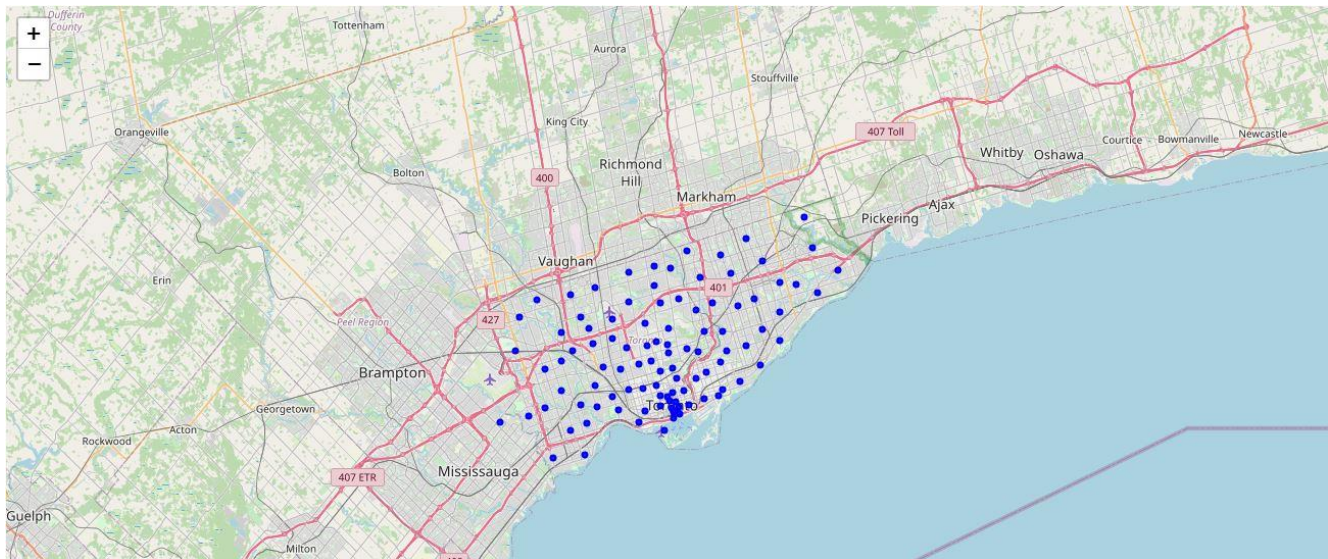 Dufferin
County
Tottenham
+
−
Aurora
Stouffville
King City
Orangeville
407 Toll
Courtice
Bowmanville
Newcastle
Whitby
Oshawa
Richmond
Hill
Bolton
400
Markham
Ajax
Pickering
Vaughan
Erin
401
427
Peel Region
Brampton
Georgetown
Acton
Rockwood
Mississauga
407 ETR
Guelph
Milton